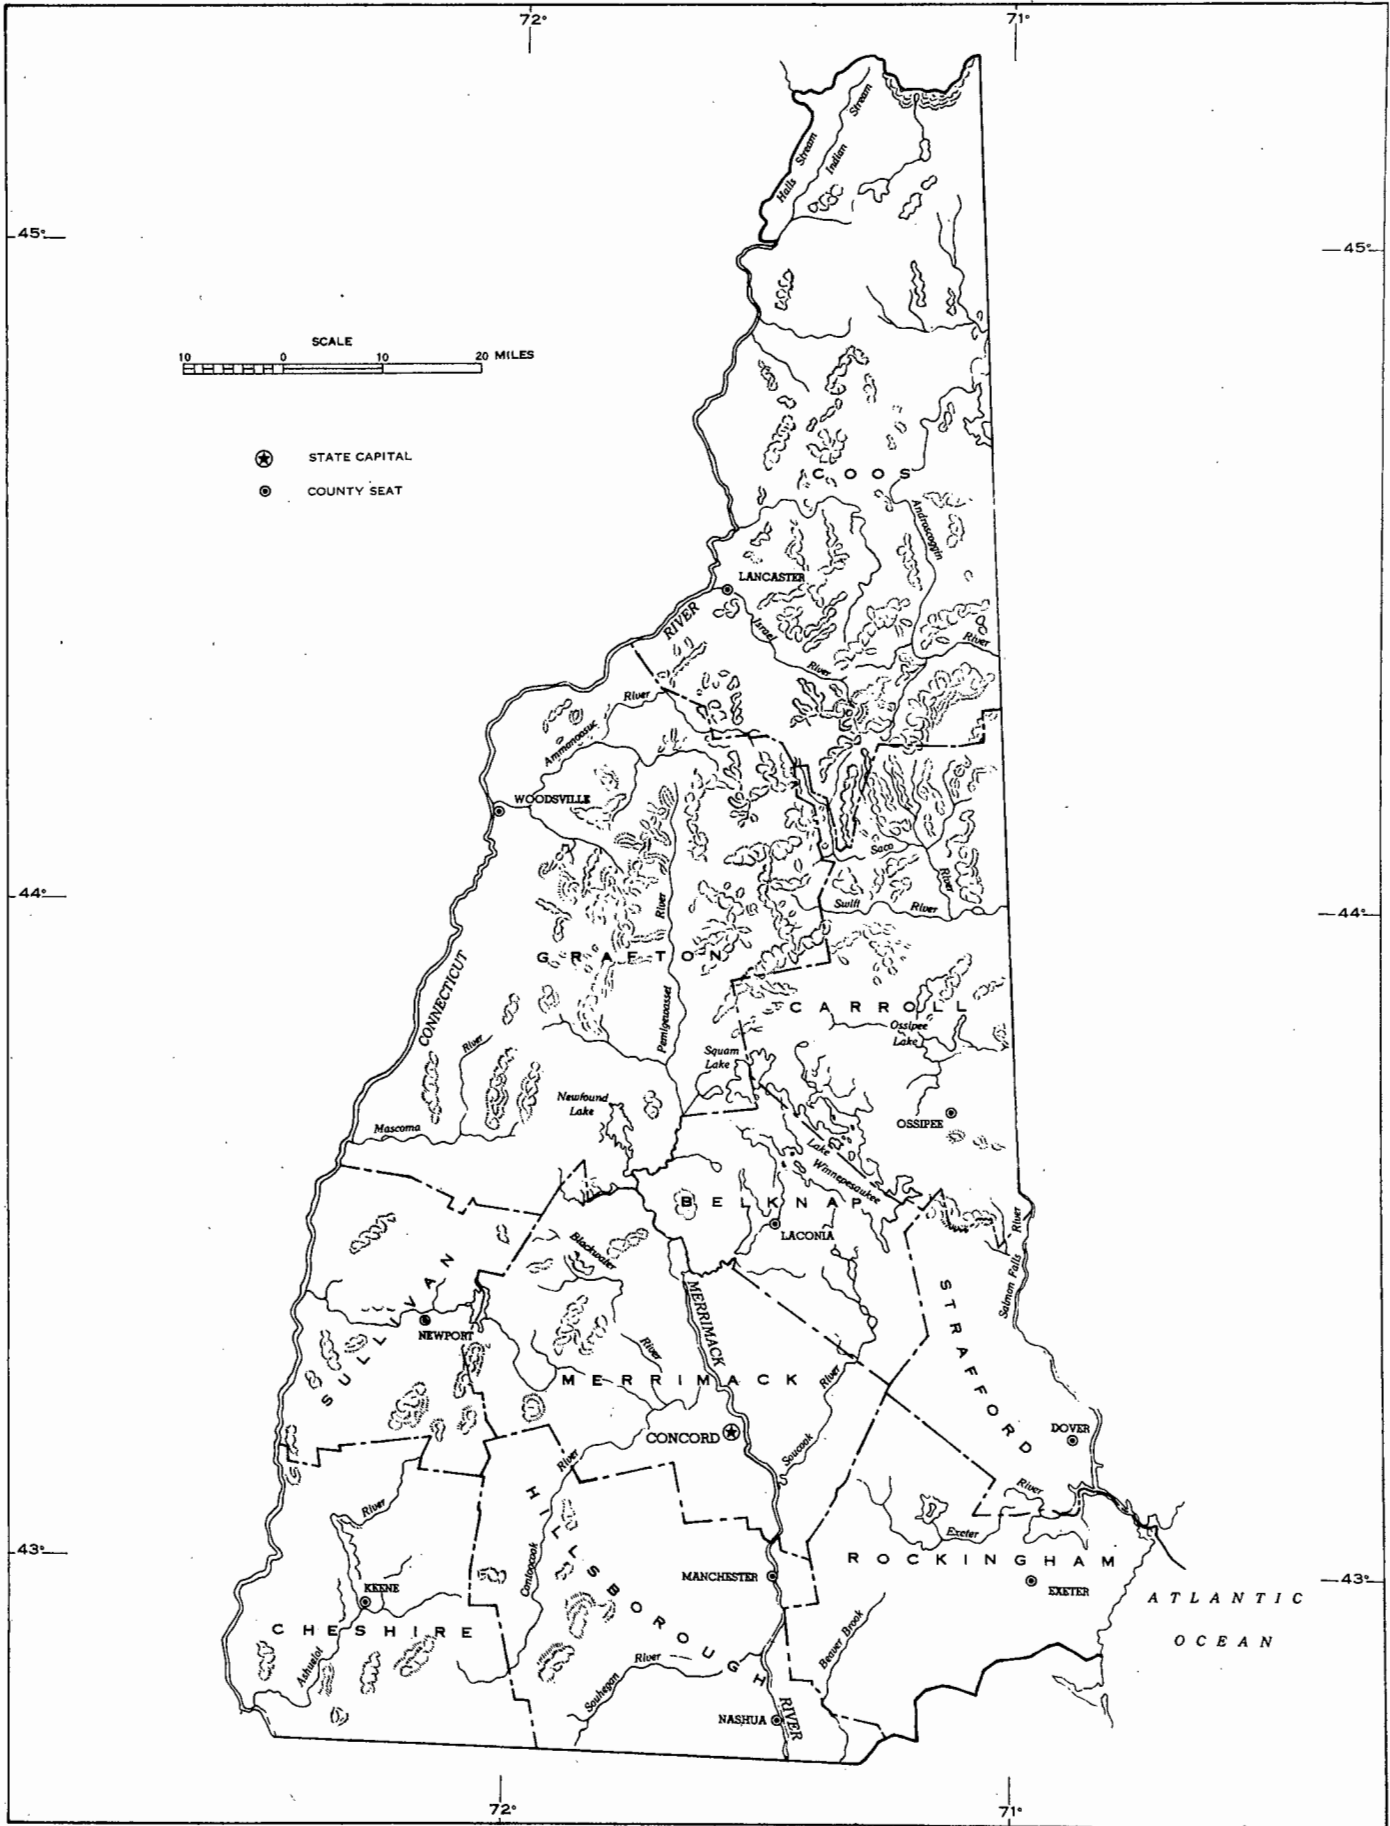 72°
71°
Halls Stream
Indian Stream
45°
45°
SCALE
10 0 10 20 MILES
STATE CAPITAL
COUNTY SEAT
COOS
Androscoggin
LANCASTER
RIVER
Israel
River
River
River
Ammonoosuc
WOODSVILLE
Saco
River
44°
Swift River
44°
River
GRAFTON
CONNECTICUT
CARROLL
Pemigewasset
Ossipee
Lake
River
Squam
Lake
Newfound
Lake
OSSIPEE
Mascoma
Lake
Winnepesaukee
BELKNAP
LACONIA
River
Blackwater
Salmon Falls
SULLIVAN
STRAFFORD
MERRIMACK
NEWPORT
River
MERRIMACK
River
CONCORD
DOVER
Soucook
River
HILLSBOROUGH
River
River
Exeter
43°
ROCKINGHAM
43°
MANCHESTER
Contoocook
KEENE
EXETER
ATLANTIC
OCEAN
CHESHIRE
Beaver Brook
Ashuelot
River
Souhegan
NASHUA
RIVER
72°
71°